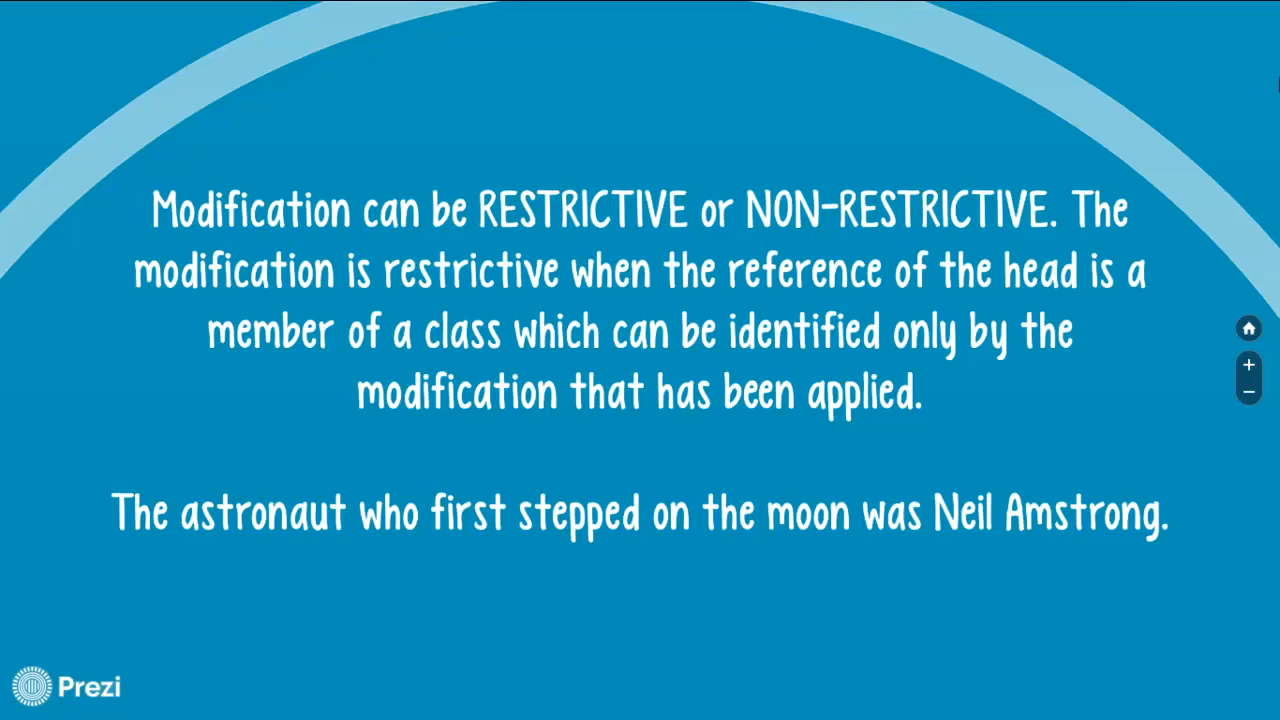 Modification can be RESTRICTIVE or NON-RESTRICTIVE. The
modification is restrictive when the reference of the head is a
member of a class which can be identified only by the
modification that has been applied.
The astronaut who first stepped on the moon was Neil Amstrong.
Prezi